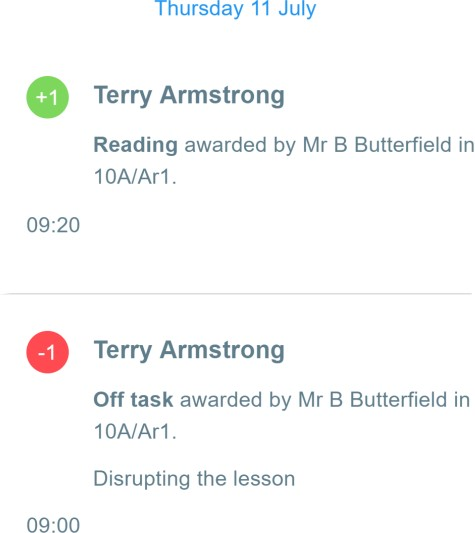 Thursday 11 July
+1
Terry Armstrong
Reading awarded by Mr B Butterfield in
10A/Ar1.
09:20
-1
Terry Armstrong
Off task awarded by Mr B Butterfield in
10A/Ar1.
Disrupting the lesson
09:00